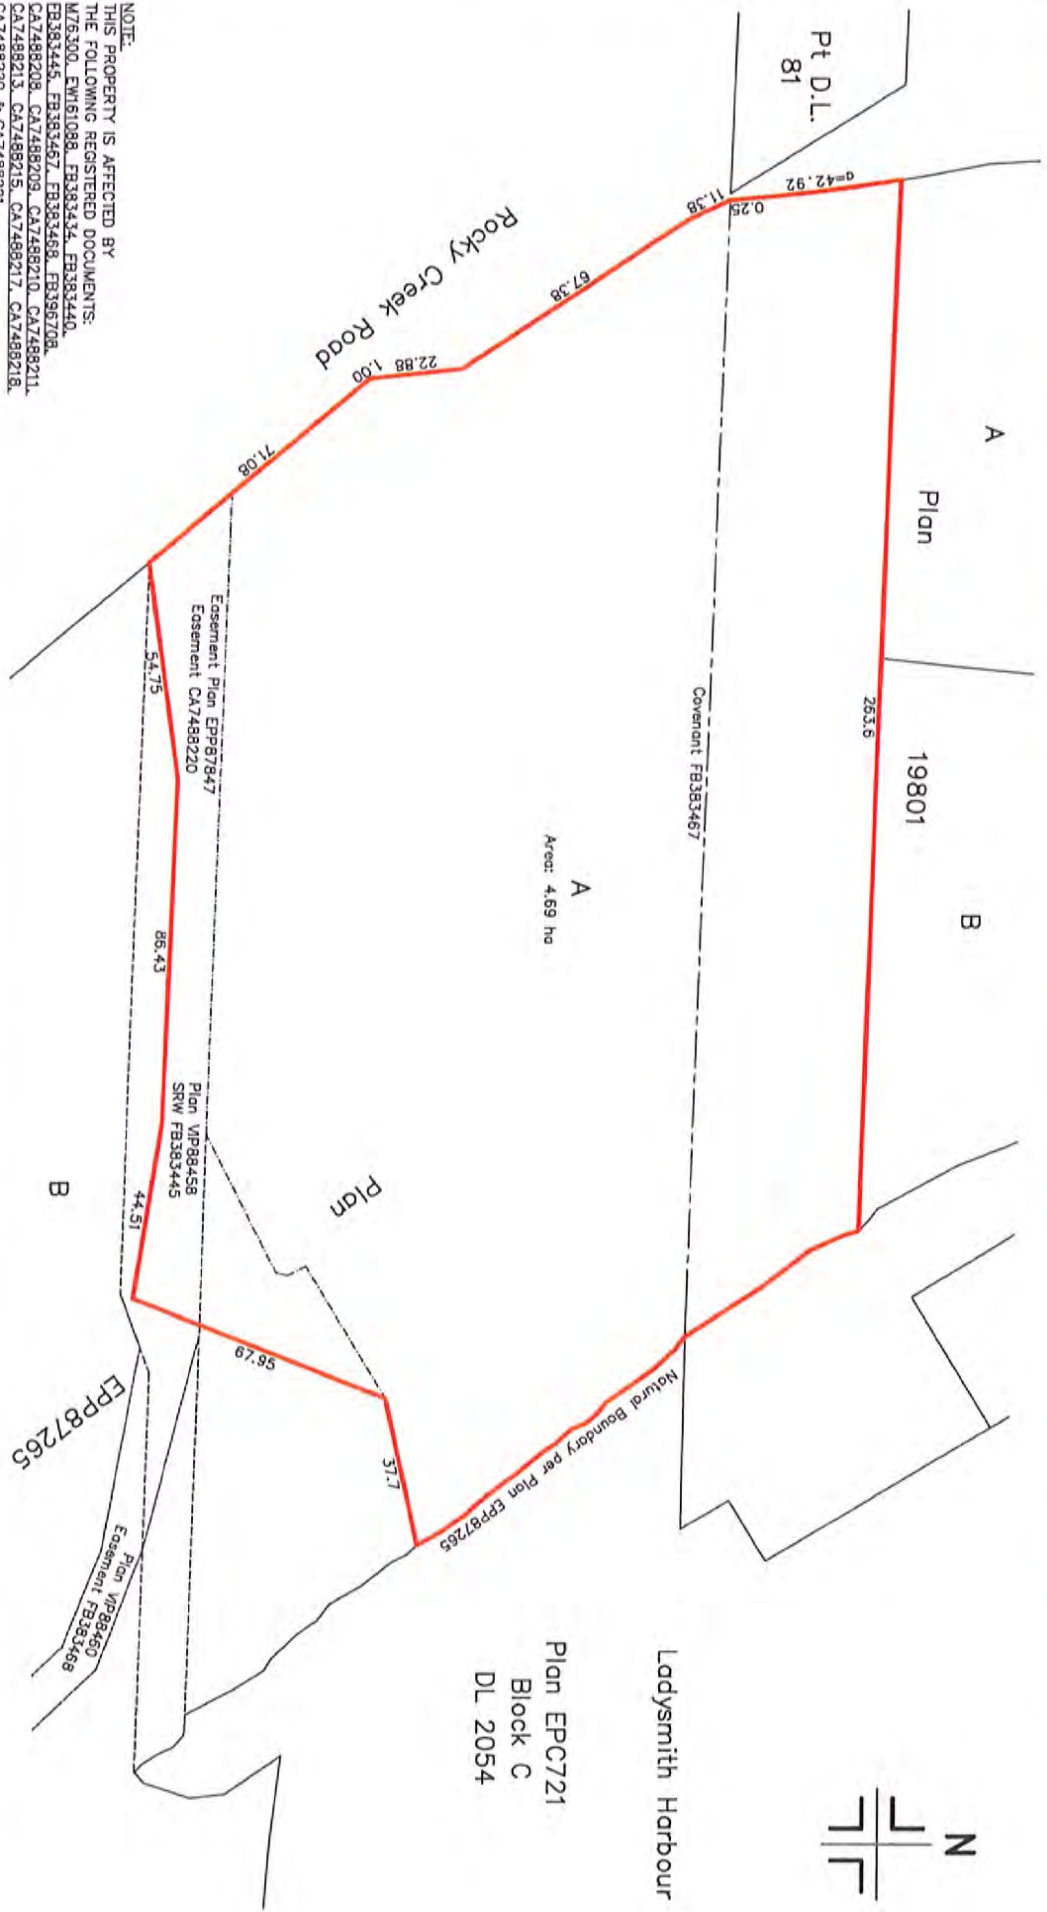 N
Pt D.L.
81
A
Plan
19801
B
263.6
a=42.92
0.25
11.38
67.38
22.88
1.00
71.08
Rocky Creek Road
Covenant FB383467
A
Area: 4.69 ha
Ladysmith Harbour
Plan EPC721
Block C
DL 2054
Natural Boundary per Plan EPP87265
37.7
67.95
Plan
EPP87265
Easement Plan EPP87847
Easement CA7488220
54.75
86.43
44.51
Plan VIP88458
SRW FB383445
B
Plan VIP88460
Easement FB383468
NOTE:
THIS PROPERTY IS AFFECTED BY
THE FOLLOWING REGISTERED DOCUMENTS:
M76300, EW161088, FB383434, FB383440,
FB383445, FB383467, FB383468, FB396708,
CA7488208, CA7488209, CA7488210, CA7488211,
CA7488213, CA7488215, CA7488217, CA7488218,